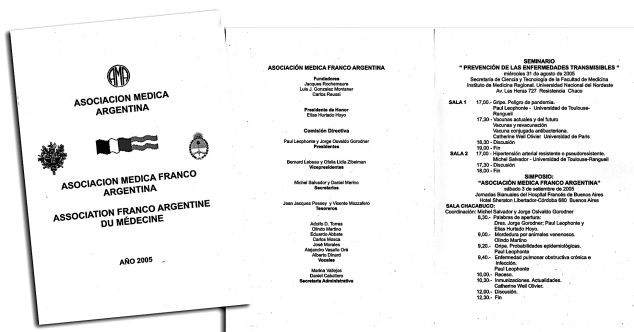 AMA
ASOCIACION MEDICA
ARGENTINA
ASOCIACION MEDICA FRANCO
ARGENTINA
ASSOCIATION FRANCO ARGENTINE
DU MÉDECINE
AÑO 2005
ASOCIACIÓN MEDICA FRANCO ARGENTINA
Fundadores
Jacques Rochemaure
Luis J. Gonzalez Montaner
Carlos Reussi
Presidente de Honor
Elias Hurtado Hoyo
Comisión Directiva
Paul Leophonte y Jorge Osvaldo Gorodner
Presidentes
Bernard Lebeau y Ofelia Lidia Zibelman
Vicepresidentes
Michel Salvador y Daniel Merino
Secretarios
Jean Jacques Pessey y Vicente Mazzáfero
Tesoreros
Adolfo D. Torres
Olindo Martino
Eduardo Abbate
Carlos Mosca
José Morales
Alejandro Vasallo Oré
Alberto Dinard
Vocales
Marina Vallejos
Daniel Caballero
Secretaría Administrativa
SEMINARIO
" PREVENCIÓN DE LAS ENFERMEDADES TRANSMISIBLES "
miércoles 31 de agosto de 2005
Secretaria de Ciencia y Tecnología de la Facultad de Medicina
Instituto de Medicina Regional. Universidad Nacional del Nordeste
Av. Las Heras 727 Resistencia Chaco
SALA 1 17,00.- Gripe. Peligro de pandemia.
Paul Leophonte - Universidad de Toulouse-
Rangueil
17,30 - Vacunas actuales y del futuro
Vacunas y revacunación
Vacuna conjugada antibacteriana.
Catherine Weil Olivier Universidad de Paris
18,30 - Discusión
19,00 - Fin
SALA 2 17,00 - Hipertensión arterial resistente o pseudoresistente.
Michel Salvador - Universidad de Toulouse-Rangueil
17,30 - Discusión
18,00 - Fin
SIMPOSIO:
"ASOCIACIÓN MEDICA FRANCO ARGENTINA"
sábado 3 de setiembre de 2005
Jornadas Bianuales del Hospital Francés de Buenos Aires
Hotel Sheraton Libertador-Córdoba 680 Buenos Aires
SALA CHACABUCO:
Coordinación: Michel Salvador y Jorge Osvaldo Gorodner
8,30.- Palabras de apertura:
Dres. Jorge Gorodner; Paul Leophonte y
Elias Hurtado Hoyo.
9,00.- Mordedura por animales venenosos.
Olindo Martino
9,20.- Gripe. Probabilidades epidemiológicas.
Paul Leophonte
9,40.- Enfermedad pulmonar obstructiva crónica e
Infección.
Paul Leophonte
10,00.- Receso.
10,30.- Inmunizaciones. Actualidades.
Catherine Weil Olivier.
12,00.- Discusión.
12,30.- Fin